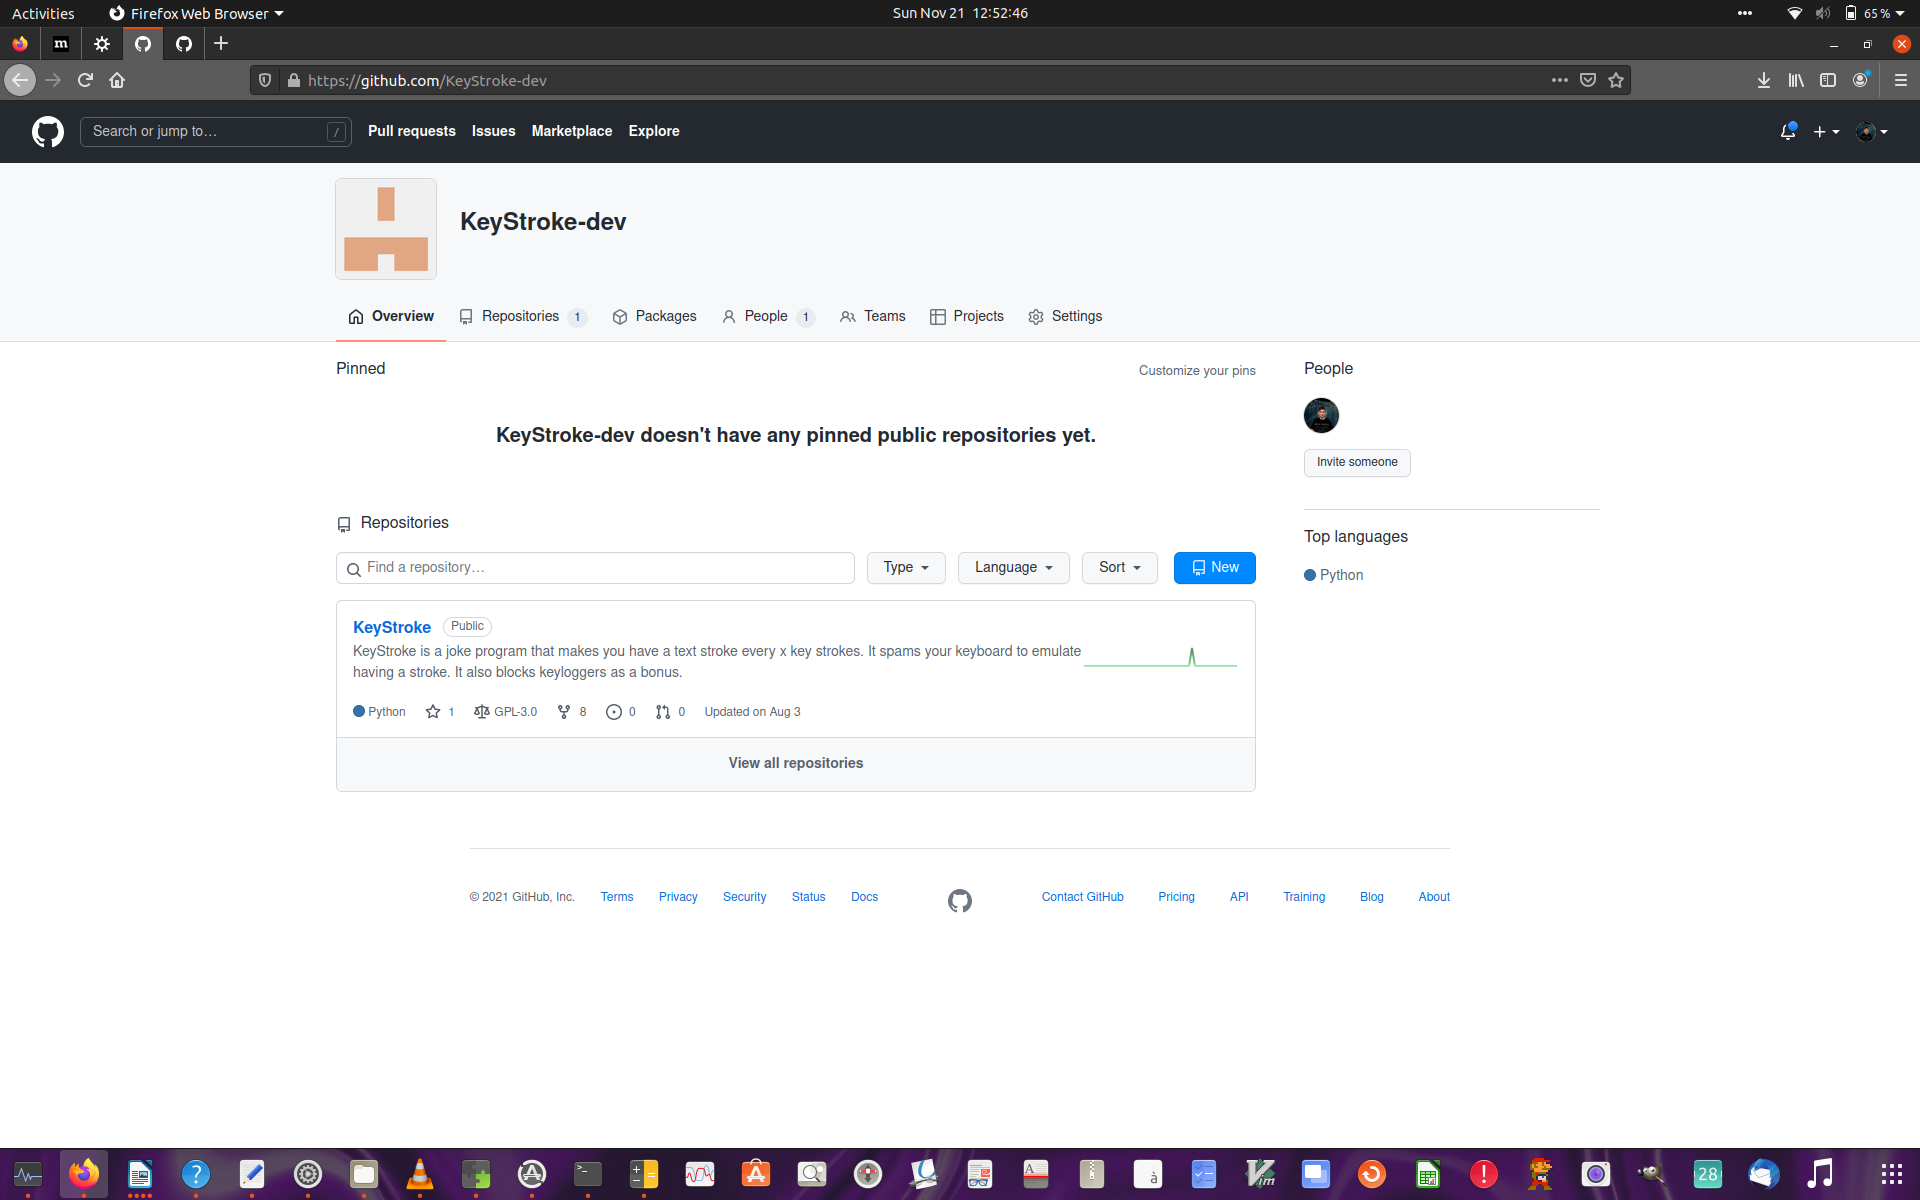 Activities
Firefox Web Browser
Sun Nov 21 12:52:46
65 %
m
https://github.com/KeyStroke-dev
Search or jump to…
/
Pull requests
Issues
Marketplace
Explore
KeyStroke-dev
Overview
Repositories 1
Packages
People 1
Teams
Projects
Settings
Pinned
Customize your pins
KeyStroke-dev doesn't have any pinned public repositories yet.
People
Invite someone
Repositories
Find a repository…
Type
Language
Sort
New
Top languages
Python
KeyStroke
Public
KeyStroke is a joke program that makes you have a text stroke every x key strokes. It spams your keyboard to emulate
having a stroke. It also blocks keyloggers as a bonus.
Python
1
GPL-3.0
8
0
0
Updated on Aug 3
View all repositories
© 2021 GitHub, Inc.
Terms
Privacy
Security
Status
Docs
Contact GitHub
Pricing
API
Training
Blog
About
?
>_
A
à
Vim
!
28